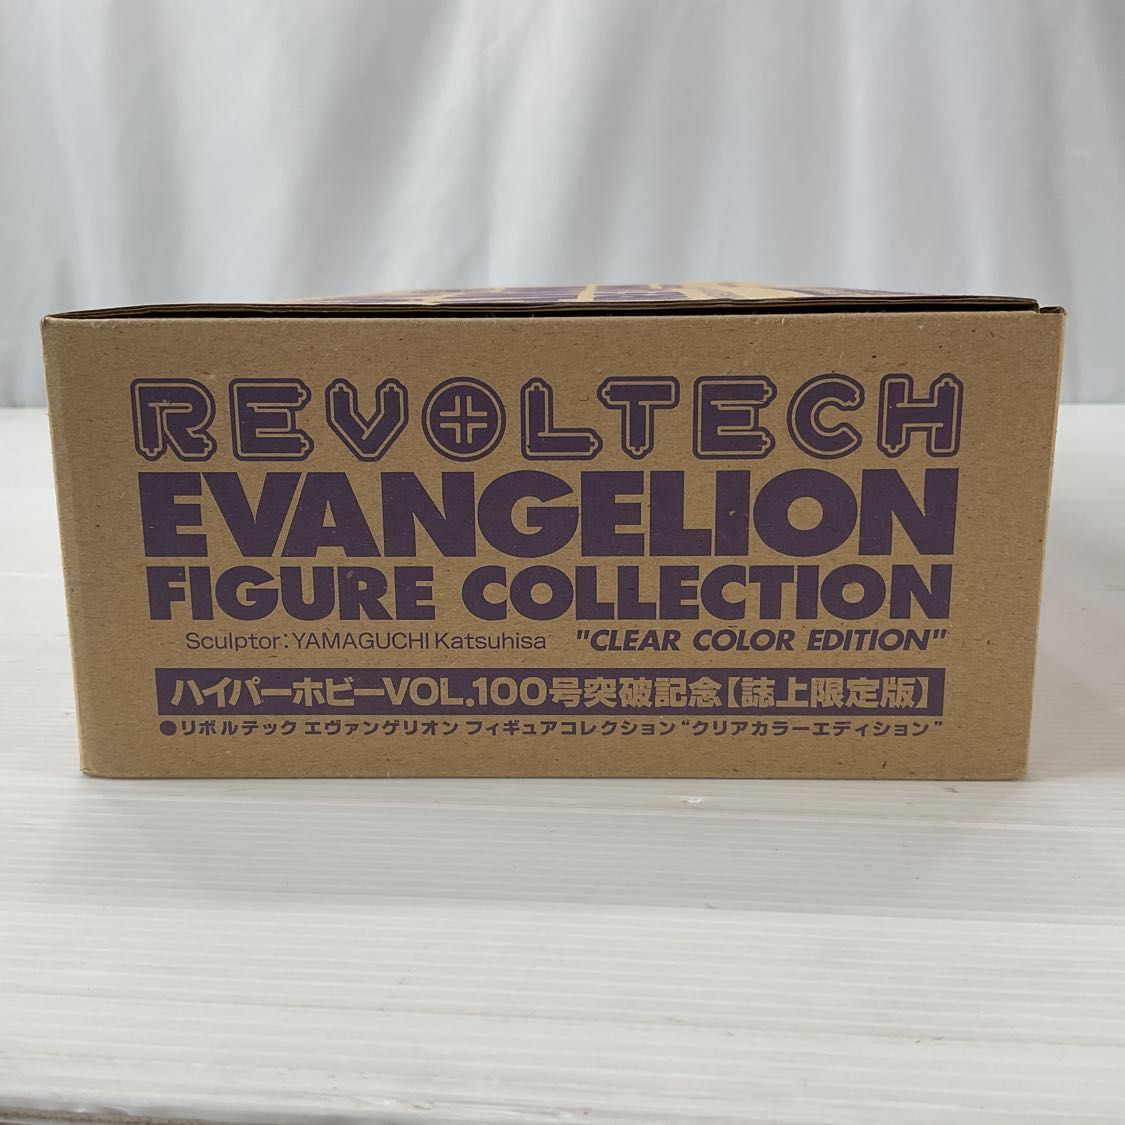 REVOLTECH
EVANGELION
FIGURE COLLECTION
Sculptor:YAMAGUCHI Katsuhisa "CLEAR COLOR EDITION"
ハイパーホビーVOL.100号突破記念【誌上限定版】
●リボルテック エヴァンゲリオン フィギュアコレクション“クリアカラーエディション”